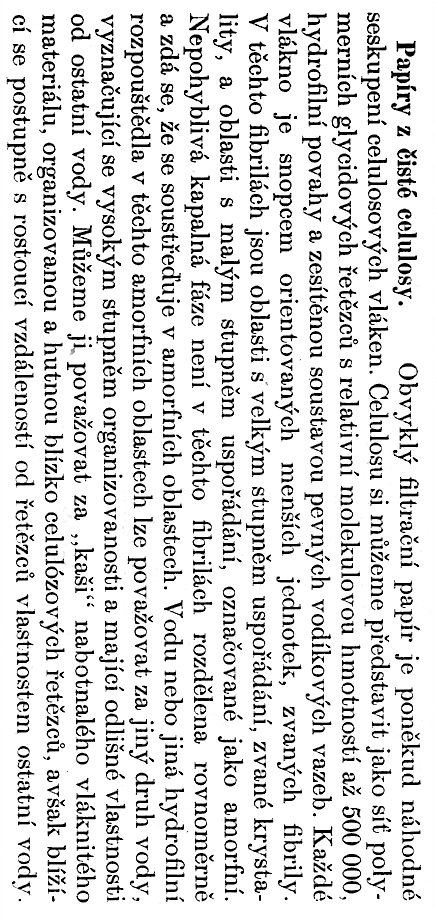 Papíry z čisté celulosy. Obvyklý filtrační papír je poněkud náhodné
seskupení celulosových vláken. Celulosu si můžeme představit jako síť poly-
merních glycidových řetězců s relativní molekulovou hmotností až 500 000,
hydrofilní povahy a zesítěnou soustavou pevných vodíkových vazeb. Každé
vlákno je snopcem orientovaných menších jednotek, zvaných fibrily.
V těchto fibrilách jsou oblasti s velkým stupněm uspořádání, zvané krysta-
lity, a oblasti s malým stupněm uspořádání, označované jako amorfní.
Nepohyblivá kapalná fáze není v těchto fibrilách rozdělena rovnoměrně
a zdá se, že se soustřeďuje v amorfních oblastech. Vodu nebo jiná hydrofilní
rozpouštědla v těchto amorfních oblastech lze považovat za jiný druh vody,
vyznačující se vysokým stupněm organizovanosti a mající odlišné vlastnosti
od ostatní vody. Můžeme ji považovat za „kaši“ nabotnalého vláknitého
materiálu, organizovanou a hutnou blízko celulózových řetězců, avšak blíží-
cí se postupně s rostoucí vzdáleností od řetězců vlastnostem ostatní vody.